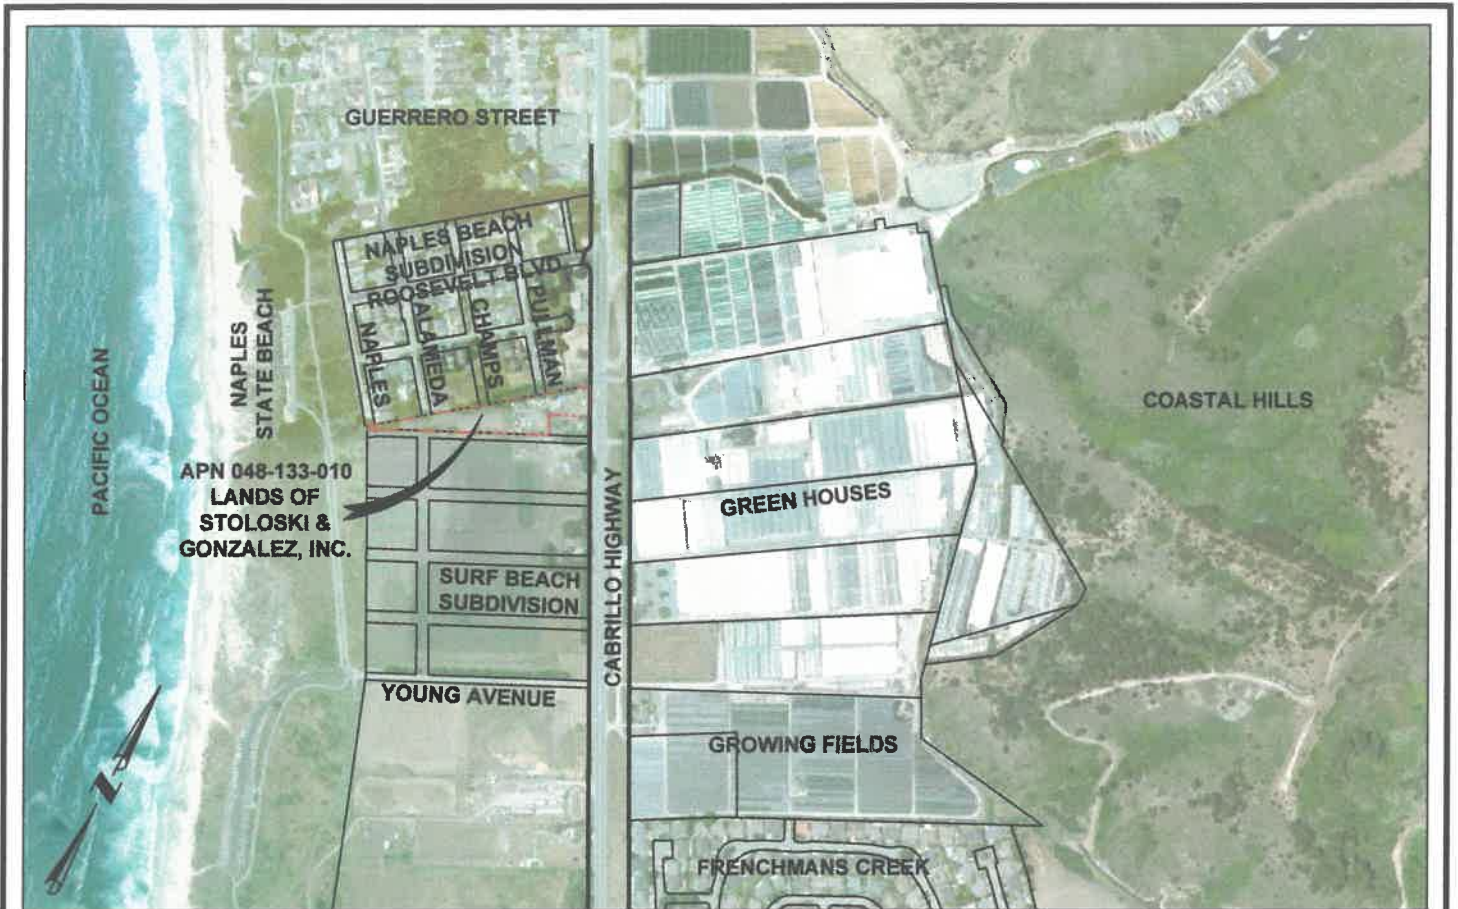 GUERRERO STREET
NAPLES BEACH
SUBDIVISION
ROOSEVELT BLVD
NAPLES
ALAMEDA
CHAMPS
PULLMAN
PACIFIC OCEAN
NAPLES
STATE BEACH
COASTAL HILLS
APN 048-133-010
LANDS OF
STOLOSKI &
GONZALEZ, INC.
CABRILLO HIGHWAY
GREEN HOUSES
SURF BEACH
SUBDIVISION
YOUNG AVENUE
GROWING FIELDS
N
FRENCHMANS CREEK